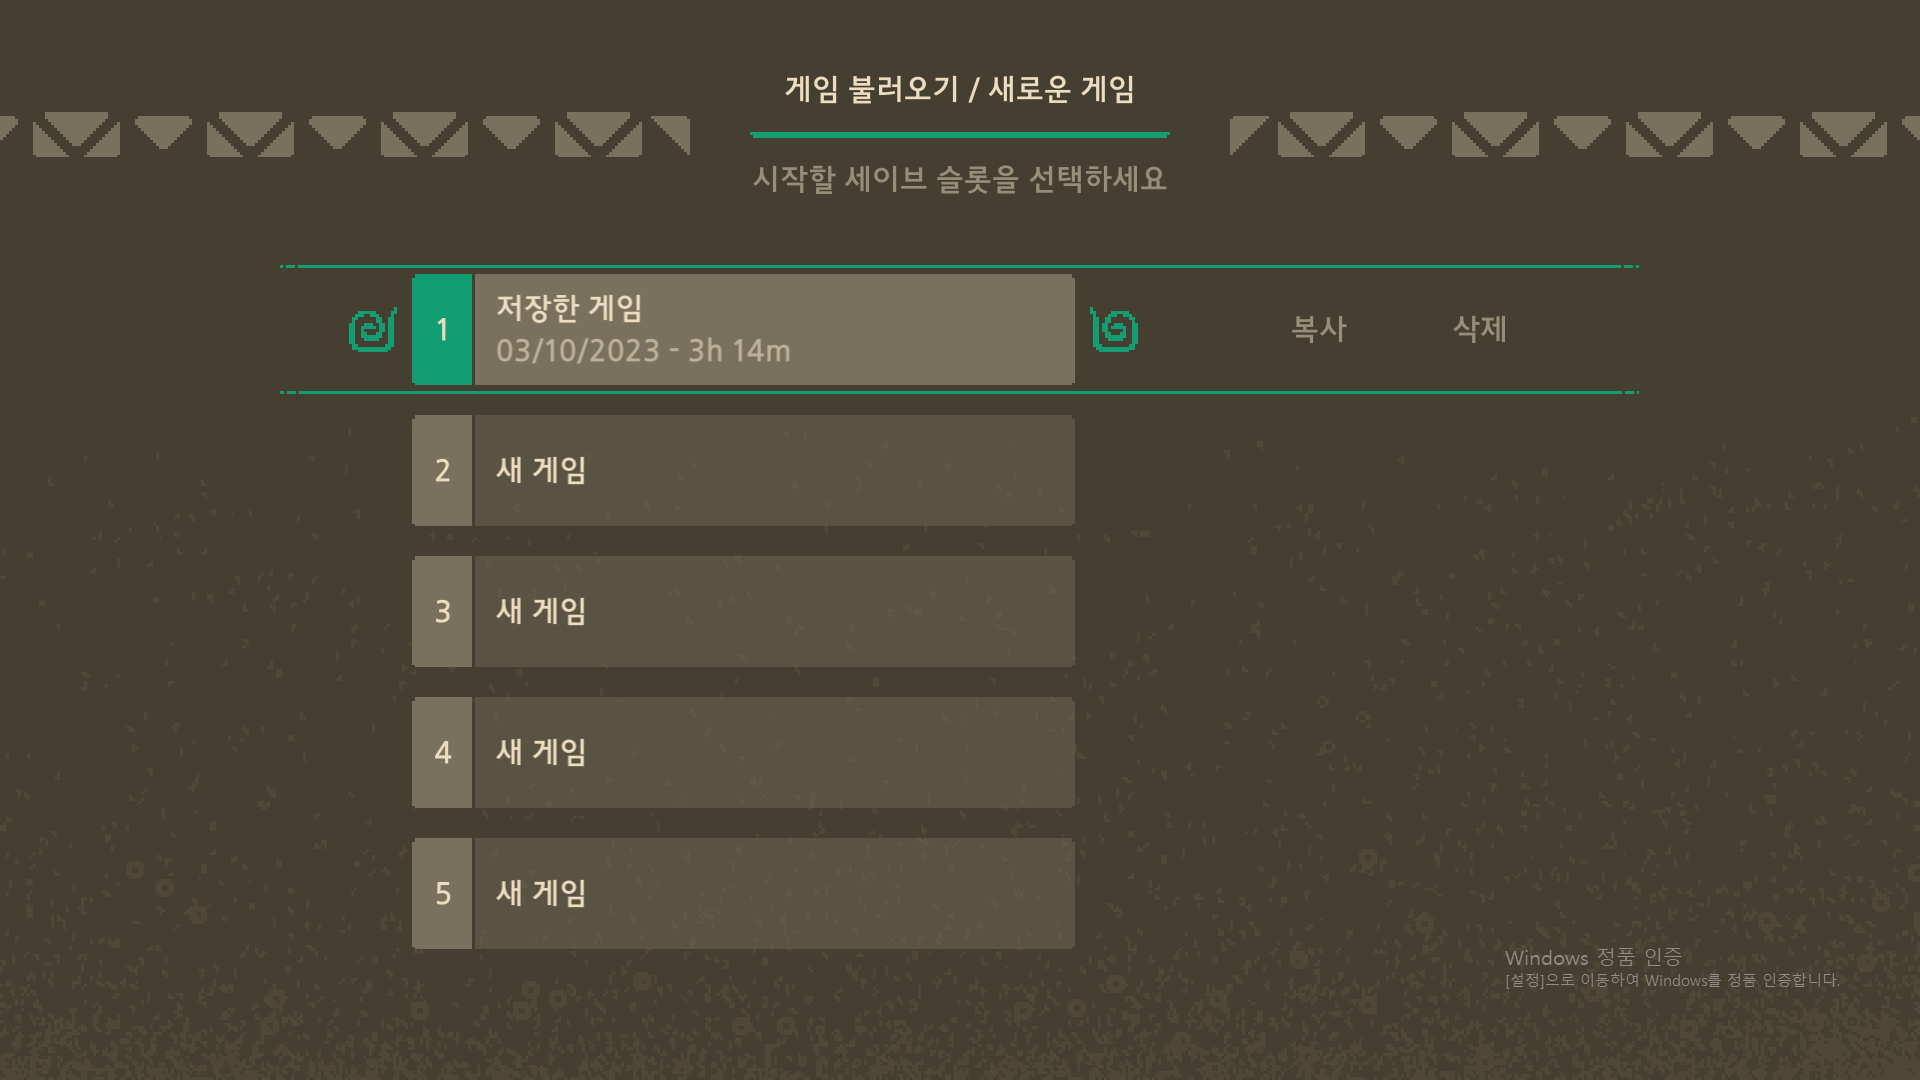 게임 불러오기 / 새로운 게임
시작할 세이브 슬롯을 선택하세요
1
저장한 게임
03/10/2023 - 3h 14m
복사
삭제
2
새 게임
3
새 게임
4
새 게임
5
새 게임
Windows 정품 인증
[설정]으로 이동하여 Windows를 정품 인증합니다.